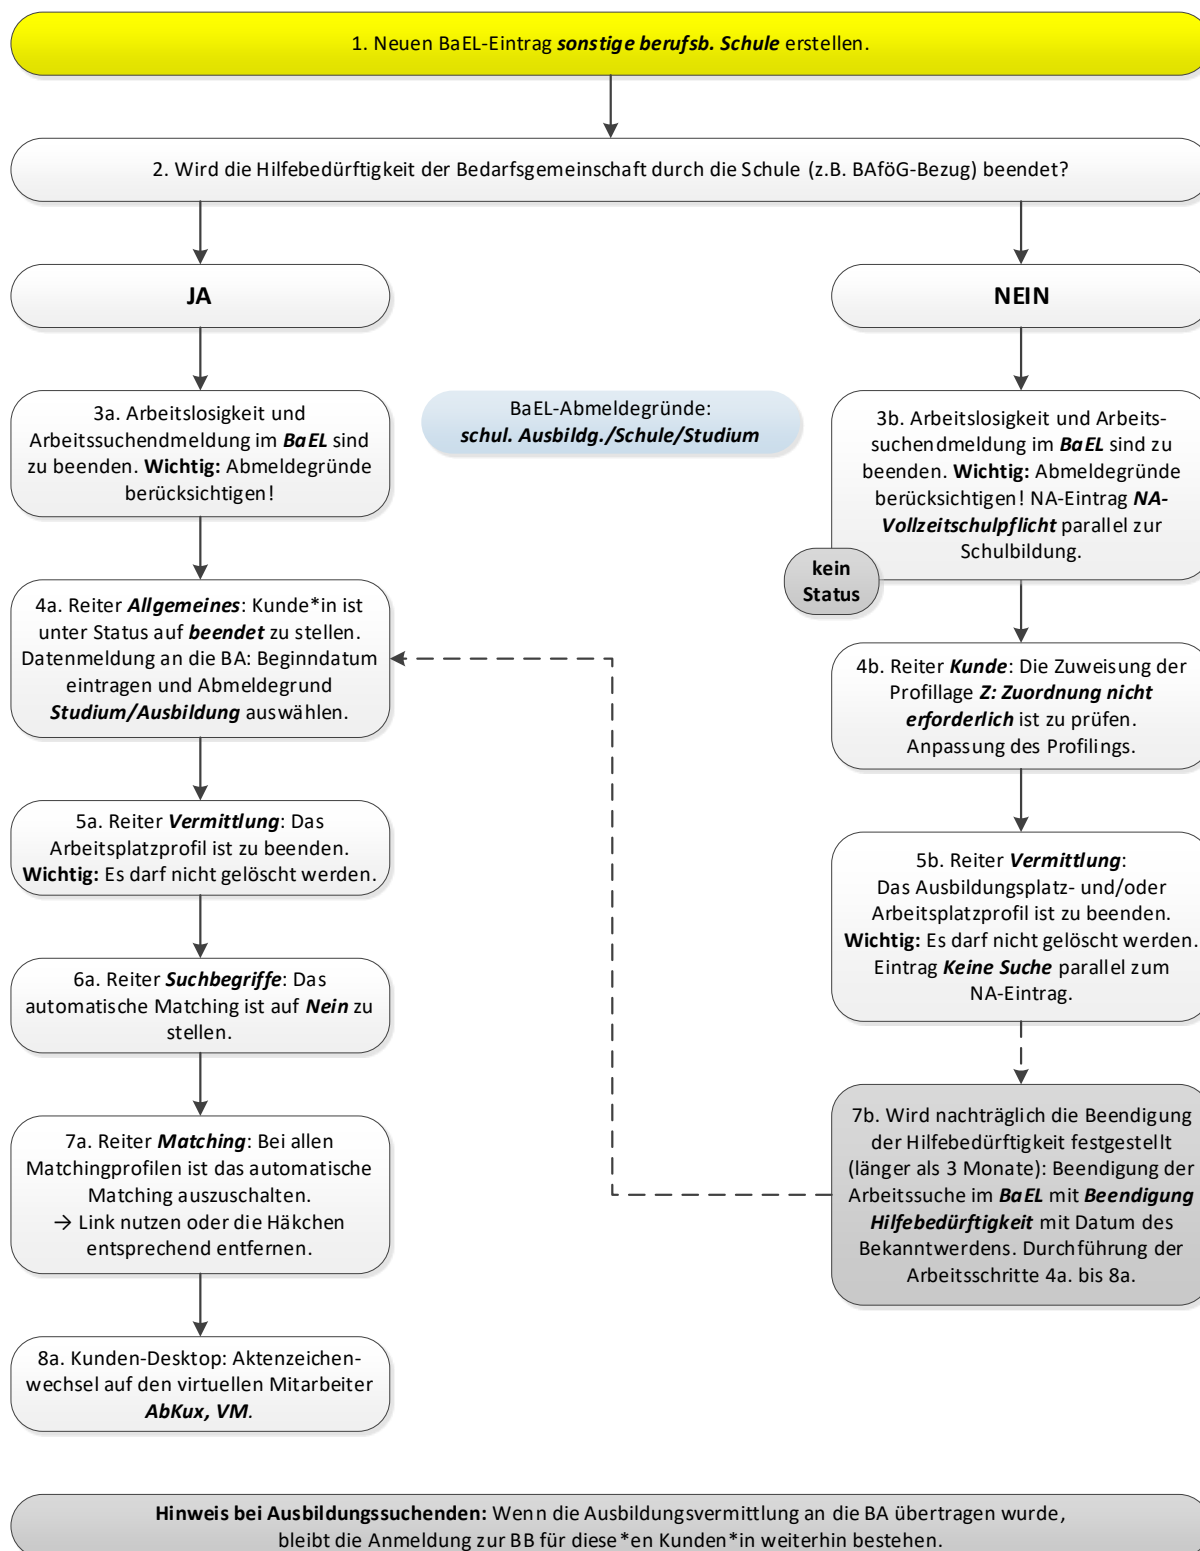 1. Neuen BaEL-Eintrag sonstige berufsb. Schule erstellen.
2. Wird die Hilfebedürftigkeit der Bedarfsgemeinschaft durch die Schule (z.B. BAföG-Bezug) beendet?
JA
NEIN
3a. Arbeitslosigkeit und
Arbeitssuchendmeldung im BaEL sind
zu beenden. Wichtig: Abmeldegründe
berücksichtigen!
BaEL-Abmeldegründe:
schul. Ausbildg./Schule/Studium
3b. Arbeitslosigkeit und Arbeits-
suchendmeldung im BaEL sind zu
beenden. Wichtig: Abmeldegründe
berücksichtigen! NA-Eintrag NA-
Vollzeitschulpflicht parallel zur
Schulbildung.
kein
Status
4a. Reiter Allgemeines: Kunde*in ist
unter Status auf beendet zu stellen.
Datenmeldung an die BA: Beginndatum
eintragen und Abmeldegrund
Studium/Ausbildung auswählen.
4b. Reiter Kunde: Die Zuweisung der
Profillage Z: Zuordnung nicht
erforderlich ist zu prüfen.
Anpassung des Profilings.
5a. Reiter Vermittlung: Das
Arbeitsplatzprofil ist zu beenden.
Wichtig: Es darf nicht gelöscht werden.
5b. Reiter Vermittlung:
Das Ausbildungsplatz- und/oder
Arbeitsplatzprofil ist zu beenden.
Wichtig: Es darf nicht gelöscht werden.
Eintrag Keine Suche parallel zum
NA-Eintrag.
6a. Reiter Suchbegriffe: Das
automatische Matching ist auf Nein zu
stellen.
7a. Reiter Matching: Bei allen
Matchingprofilen ist das automatische
Matching auszuschalten.
→ Link nutzen oder die Häkchen
entsprechend entfernen.
7b. Wird nachträglich die Beendigung
der Hilfebedürftigkeit festgestellt
(länger als 3 Monate): Beendigung der
Arbeitssuche im BaEL mit Beendigung
Hilfebedürftigkeit mit Datum des
Bekanntwerdens. Durchführung der
Arbeitsschritte 4a. bis 8a.
8a. Kunden-Desktop: Aktenzeichen-
wechsel auf den virtuellen Mitarbeiter
AbKux, VM.
Hinweis bei Ausbildungssuchenden: Wenn die Ausbildungsvermittlung an die BA übertragen wurde,
bleibt die Anmeldung zur BB für diese*en Kunden*in weiterhin bestehen.